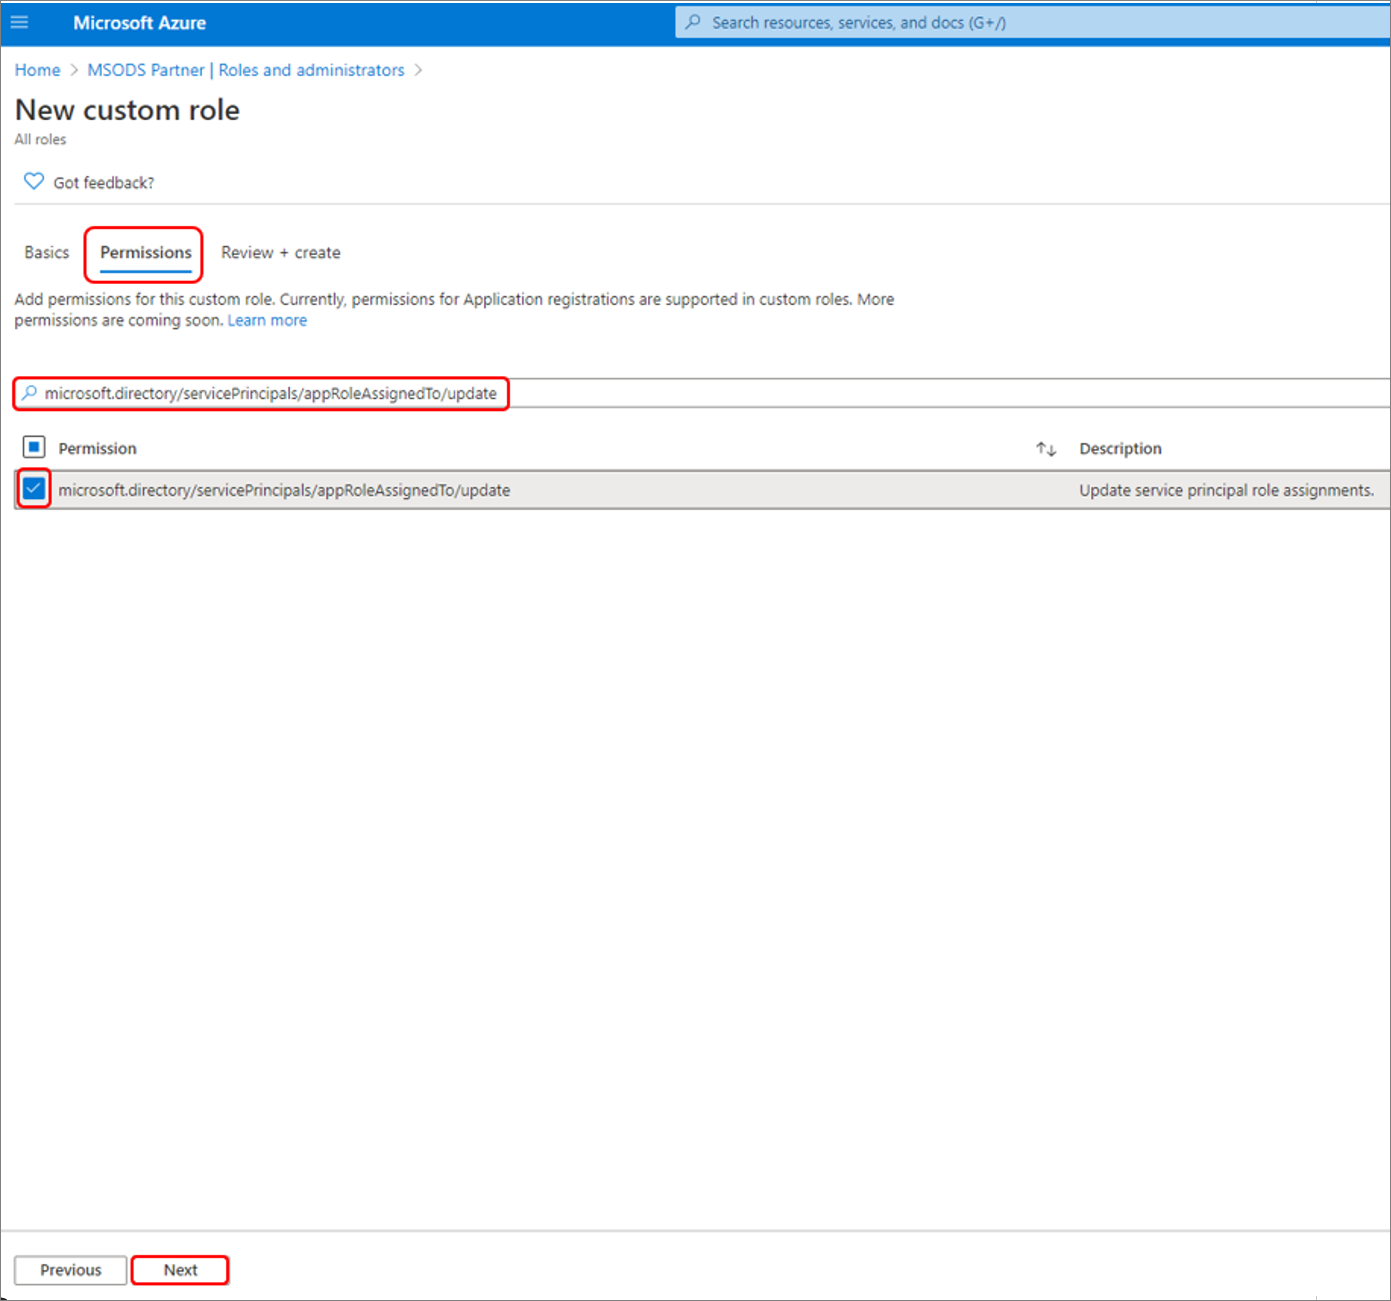 Microsoft Azure
Search resources, services, and docs (G+/)
Home > MSODS Partner | Roles and administrators >
New custom role
All roles
Got feedback?
Basics Permissions Review + create
Add permissions for this custom role. Currently, permissions for Application registrations are supported in custom roles. More
permissions are coming soon. Learn more
microsoft.directory/servicePrincipals/appRoleAssignedTo/update
Permission ↑↓ Description
microsoft.directory/servicePrincipals/appRoleAssignedTo/update Update service principal role assignments.
Previous Next